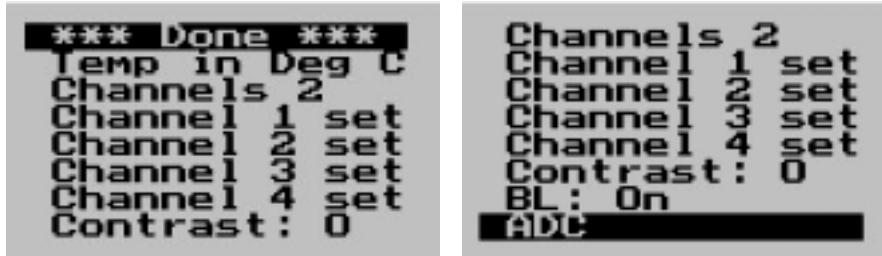 *** Done ***
Temp in Deg C
Channels 2
Channel 1 set
Channel 2 set
Channel 3 set
Channel 4 set
Contrast: 0
Channels 2
Channel 1 set
Channel 2 set
Channel 3 set
Channel 4 set
Contrast: 0
BL: On
ADC